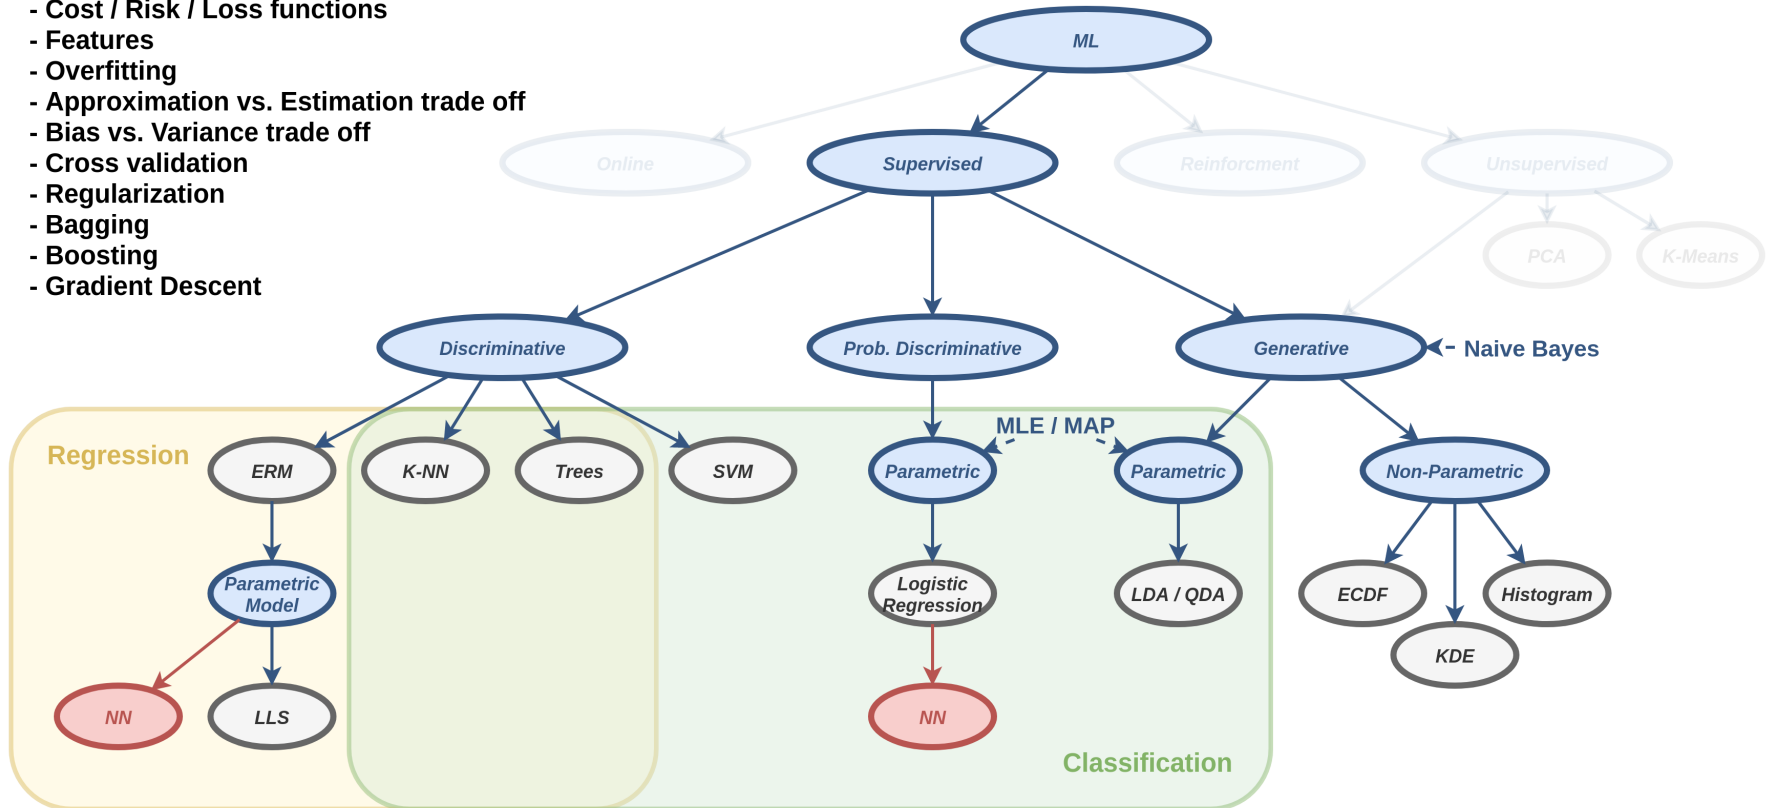 - Cost / Risk / Loss functions
- Features
- Overfitting
- Approximation vs. Estimation trade off
- Bias vs. Variance trade off
- Cross validation
- Regularization
- Bagging
- Boosting
- Gradient Descent
ML
Online
Supervised
Reinforcment
Unsupervised
PCA
K-Means
Discriminative
Prob. Discriminative
Generative
Naive Bayes
Regression
MLE / MAP
ERM
K-NN
Trees
SVM
Parametric
Parametric
Non-Parametric
Parametric
Model
Logistic
Regression
LDA / QDA
ECDF
Histogram
KDE
NN
LLS
NN
Classification